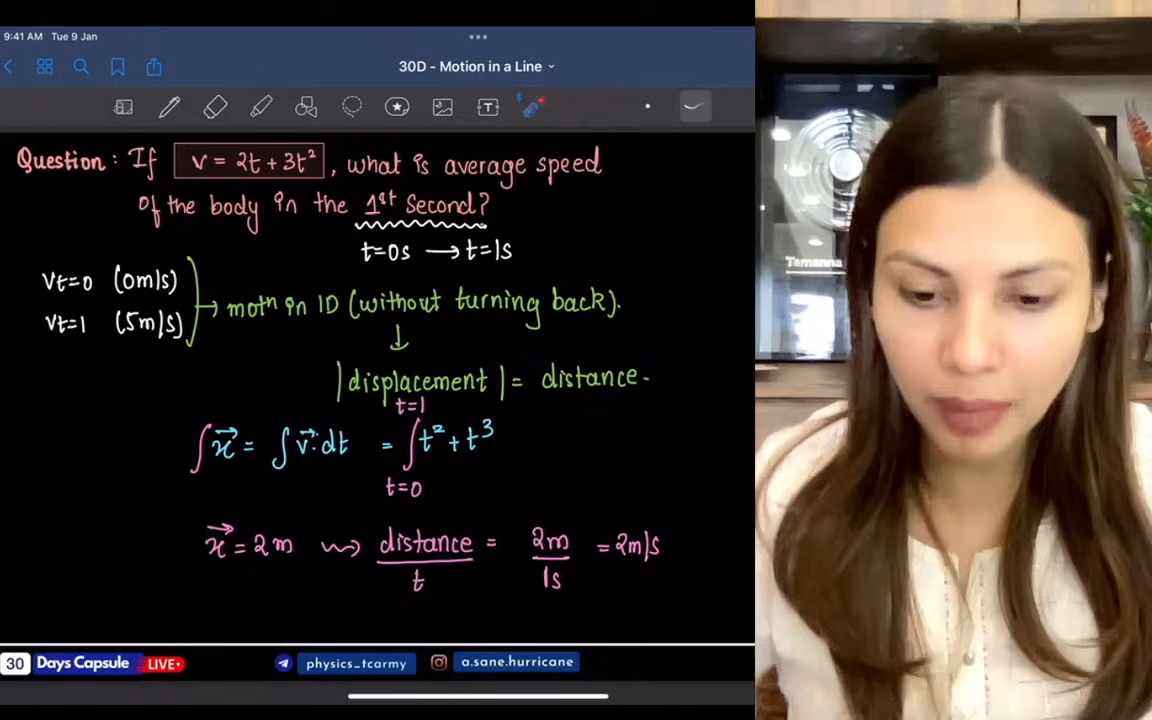 9:41 AM Tue 9 Jan
30D - Motion in a Line
Question: If v = 2t + 3t², what is average speed
of the body in the 1st Second?
t=0s → t=1s
Vt=0 (0m/s)
Vt=1 (5m/s)
→ motn in 1D (without turning back).
↓
|displacement| = distance.
t=1
∫x⃗ = ∫v⃗.dt = ∫t² + t³
t=0
x⃗ = 2m ⇝ distance/t = 2m/1s = 2m/s
30 Days Capsule LIVE
physics_tcarmy
a.sane.hurricane
Tamanna